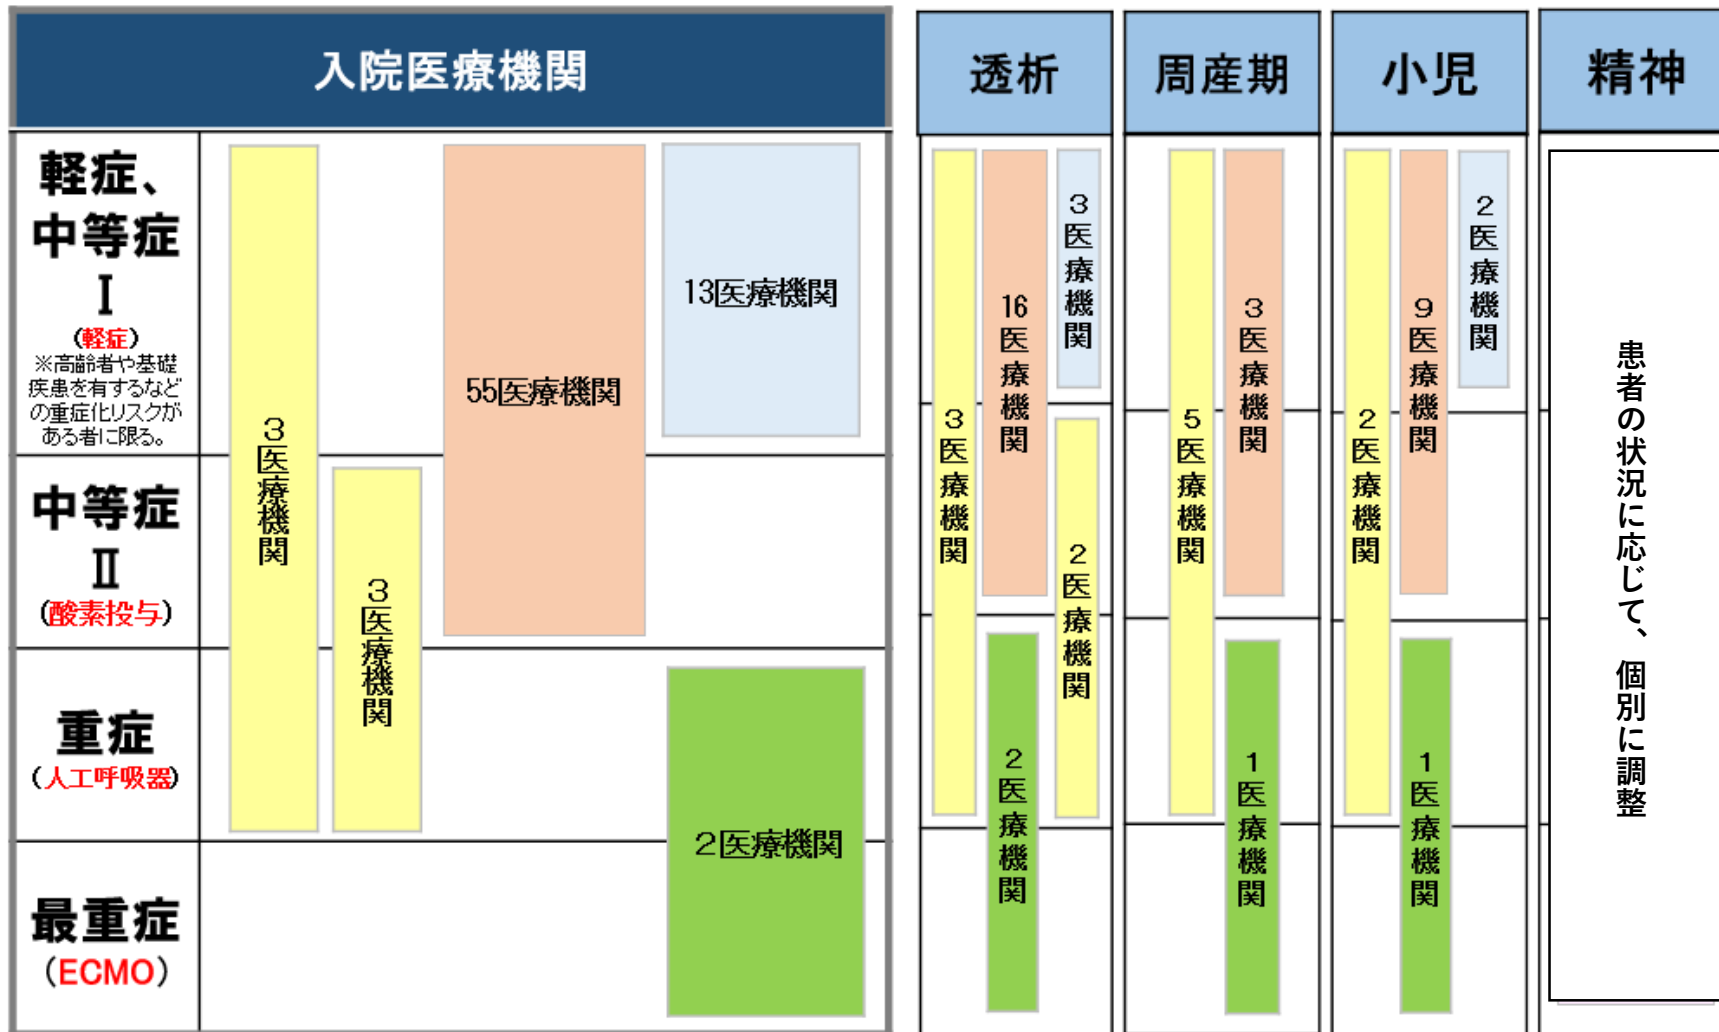 入院医療機関
透析
周産期
小児
精神
軽症、
中等症
Ⅰ
(軽症)
※高齢者や基礎
疾患を有するなど
の重症化リスクが
ある者に限る。
中等症
Ⅱ
(酸素投与)
重症
(人工呼吸器)
最重症
(ECMO)
3医療機関
3医療機関
55医療機関
13医療機関
2医療機関
3医療機関
16医療機関
3医療機関
2医療機関
2医療機関
5医療機関
3医療機関
1医療機関
2医療機関
9医療機関
2医療機関
1医療機関
患者の状況に応じて、個別に調整